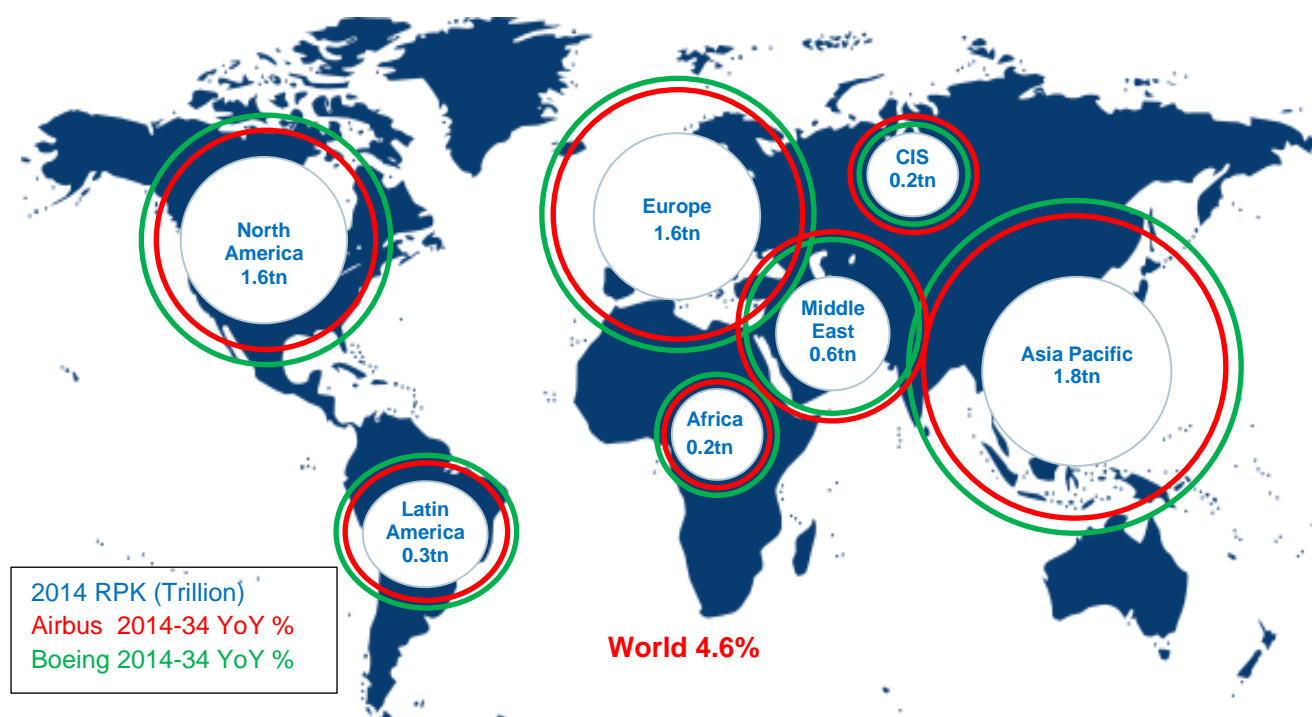 North
America
1.6tn
Europe
1.6tn
CIS
0.2tn
Middle
East
0.6tn
Asia Pacific
1.8tn
Africa
0.2tn
Latin
America
0.3tn
2014 RPK (Trillion)
Airbus 2014-34 YoY %
Boeing 2014-34 YoY %
World 4.6%